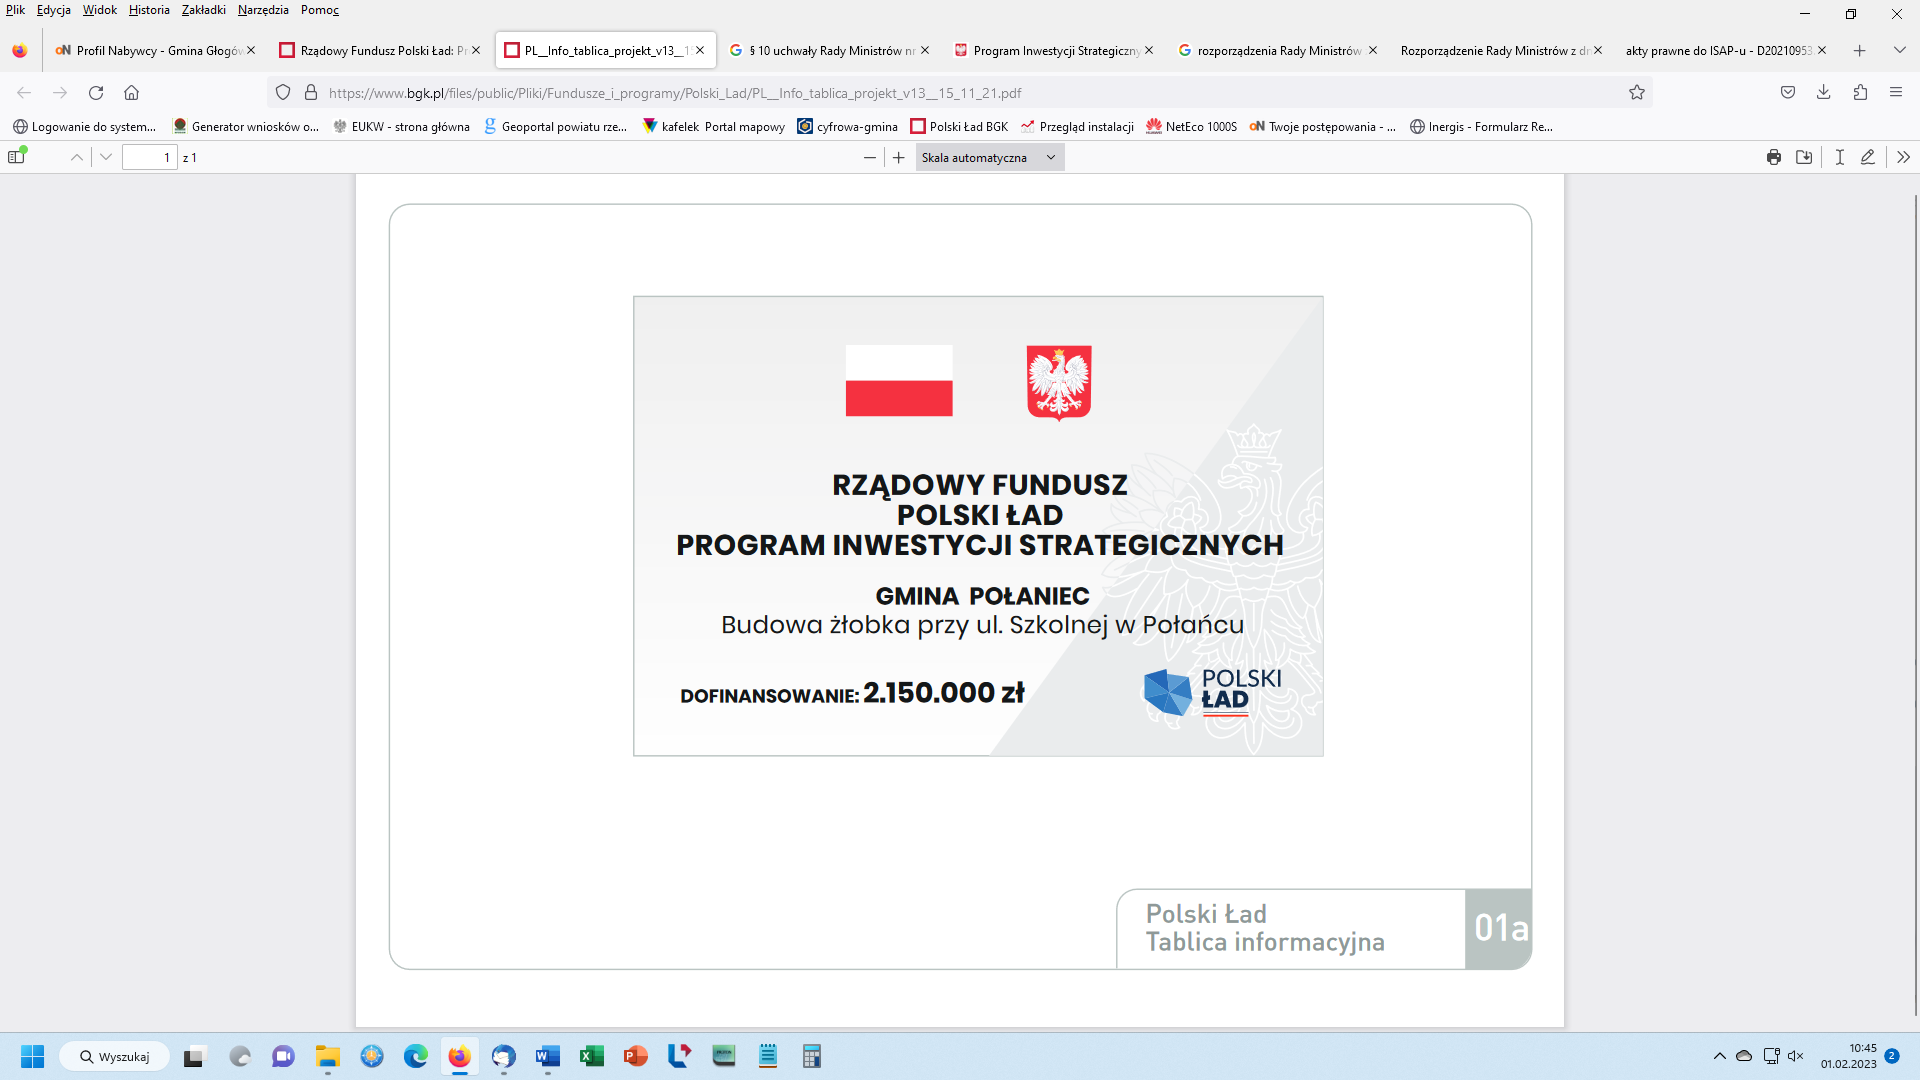 Plik Edycja Widok Historia Zakładki Narzędzia Pomoc
Profil Nabywcy - Gmina Głogów
Rządowy Fundusz Polski Ład: Pr
PL__Info_tablica_projekt_v13__15
§ 10 uchwały Rady Ministrów nr
Program Inwestycji Strategiczny
rozporządzenia Rady Ministrów
Rozporządzenie Rady Ministrów z dn
akty prawne do ISAP-u - D20210953
https://www.bgk.pl/files/public/Pliki/Fundusze_i_programy/Polski_Lad/PL__Info_tablica_projekt_v13__15_11_21.pdf
Logowanie do system... Generator wniosków o... EUKW - strona główna Geoportal powiatu rze... kafelek Portal mapowy cyfrowa-gmina Polski Ład BGK Przegląd instalacji NetEco 1000S Twoje postępowania - ... Inergis - Formularz Re...
1 z 1 Skala automatyczna
RZĄDOWY FUNDUSZ
POLSKI ŁAD
PROGRAM INWESTYCJI STRATEGICZNYCH
GMINA POŁANIEC
Budowa żłobka przy ul. Szkolnej w Połańcu
DOFINANSOWANIE: 2.150.000 zł
POLSKI
ŁAD
Polski Ład
Tablica informacyjna
01a
Wyszukaj
10:45
01.02.2023
2